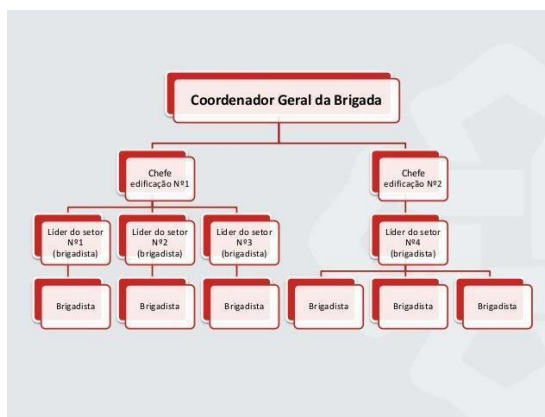 Coordenador Geral da Brigada
Chefe
edificação Nº1
Chefe
edificação Nº2
Líder do setor
Nº1
(brigadista)
Líder do setor
Nº2
(brigadista)
Líder do setor
Nº3
(brigadista)
Líder do setor
Nº4
(brigadista)
Brigadista
Brigadista
Brigadista
Brigadista
Brigadista
Brigadista